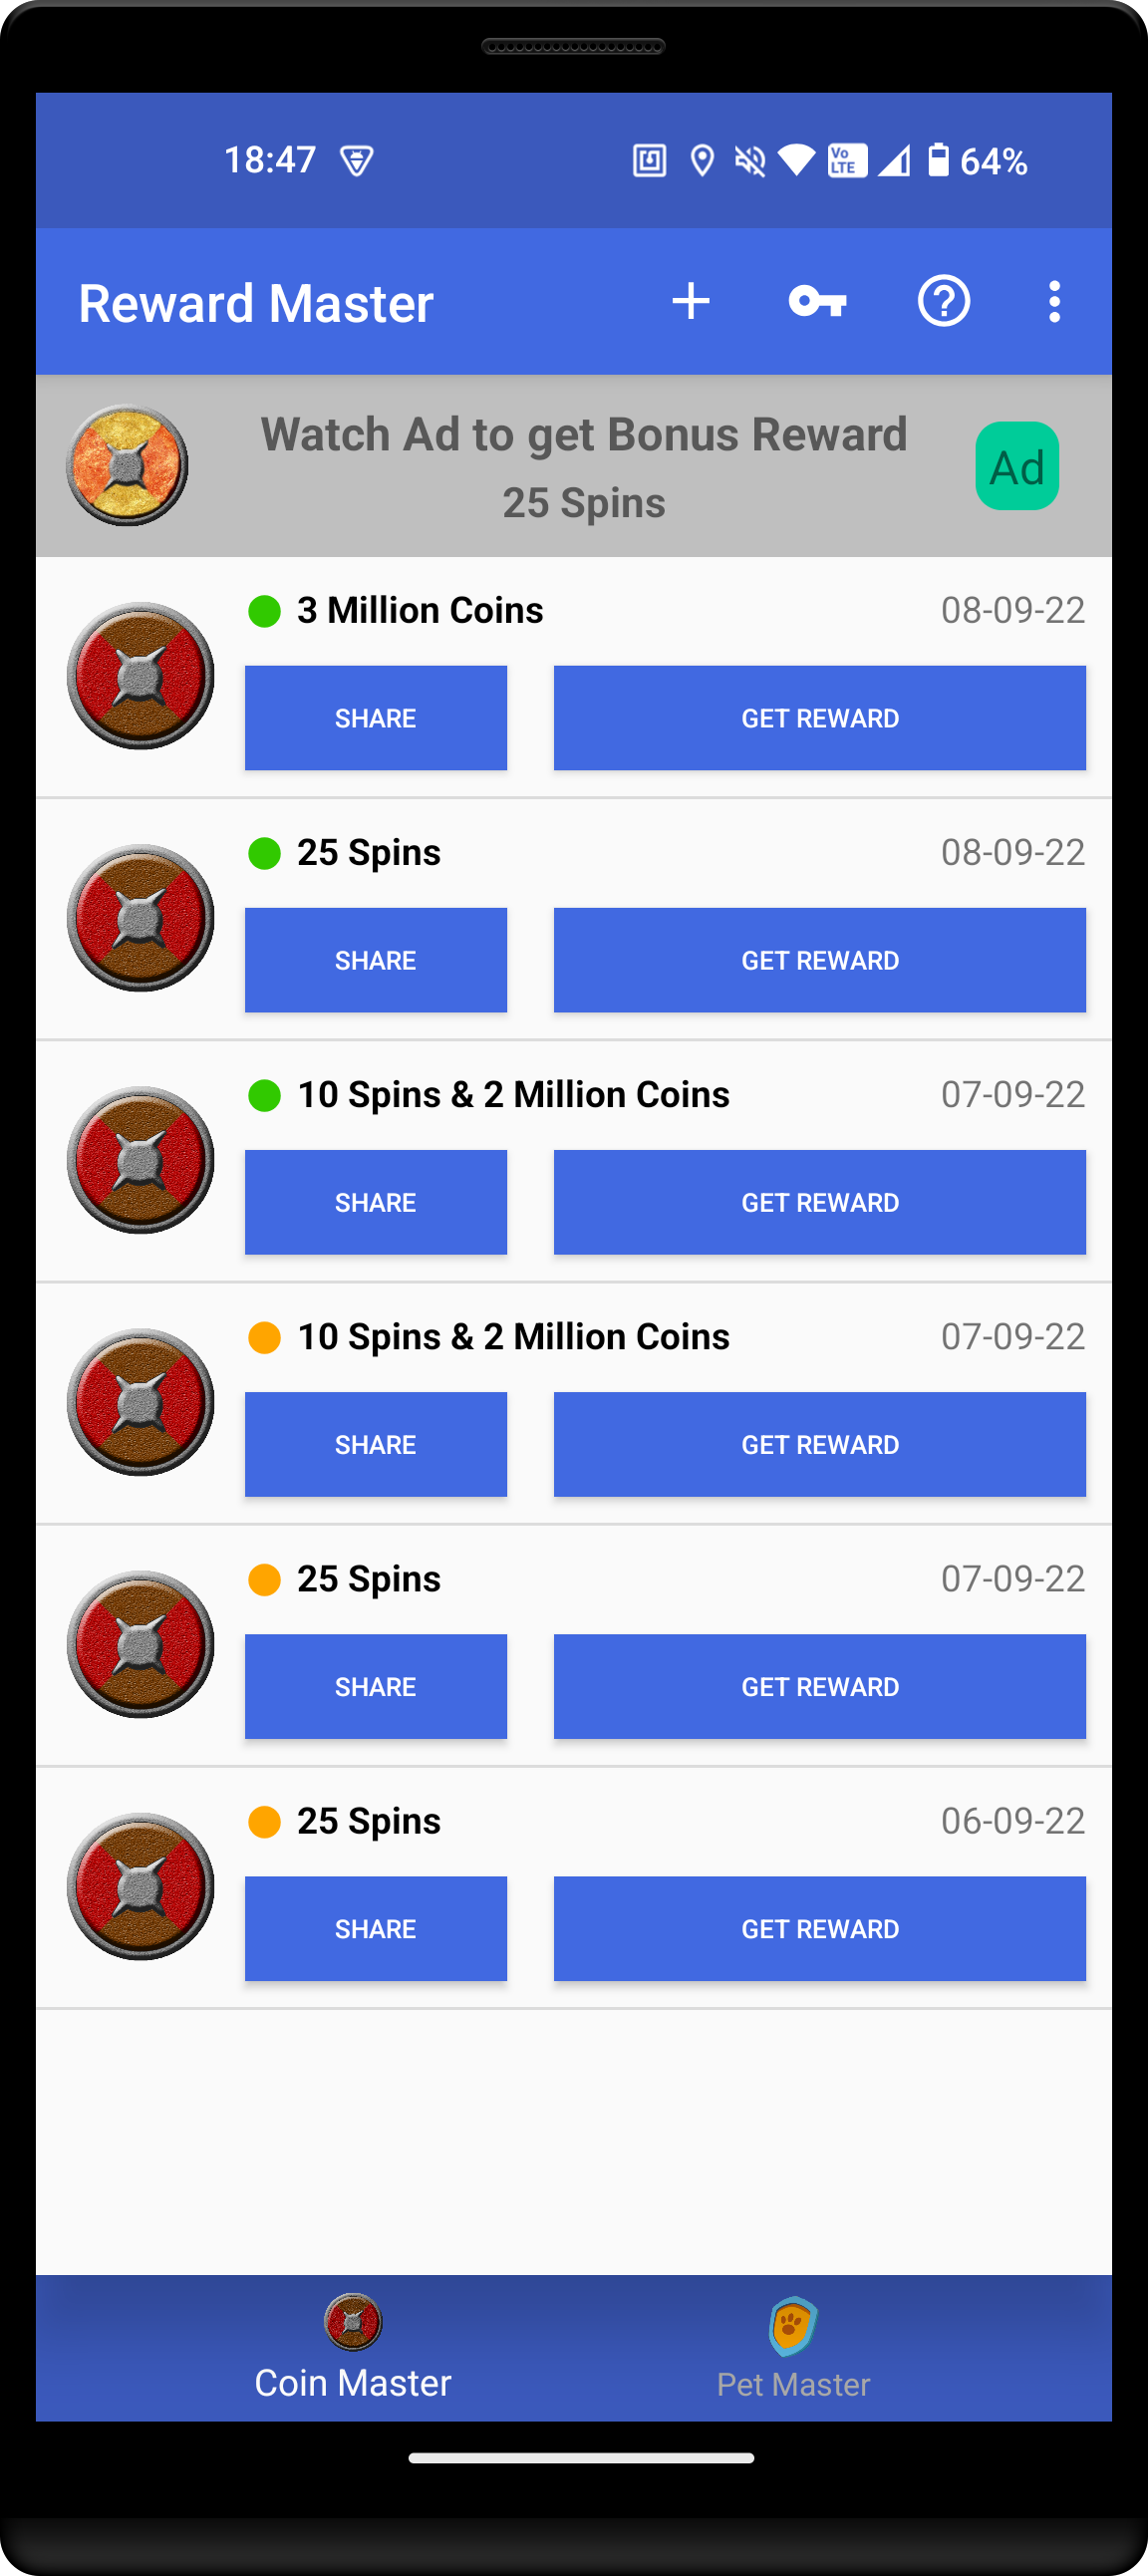 18:47
Vo LTE 64%
Reward Master
Watch Ad to get Bonus Reward
25 Spins
Ad
3 Million Coins 08-09-22
SHARE GET REWARD
25 Spins 08-09-22
SHARE GET REWARD
10 Spins & 2 Million Coins 07-09-22
SHARE GET REWARD
10 Spins & 2 Million Coins 07-09-22
SHARE GET REWARD
25 Spins 07-09-22
SHARE GET REWARD
25 Spins 06-09-22
SHARE GET REWARD
Coin Master Pet Master